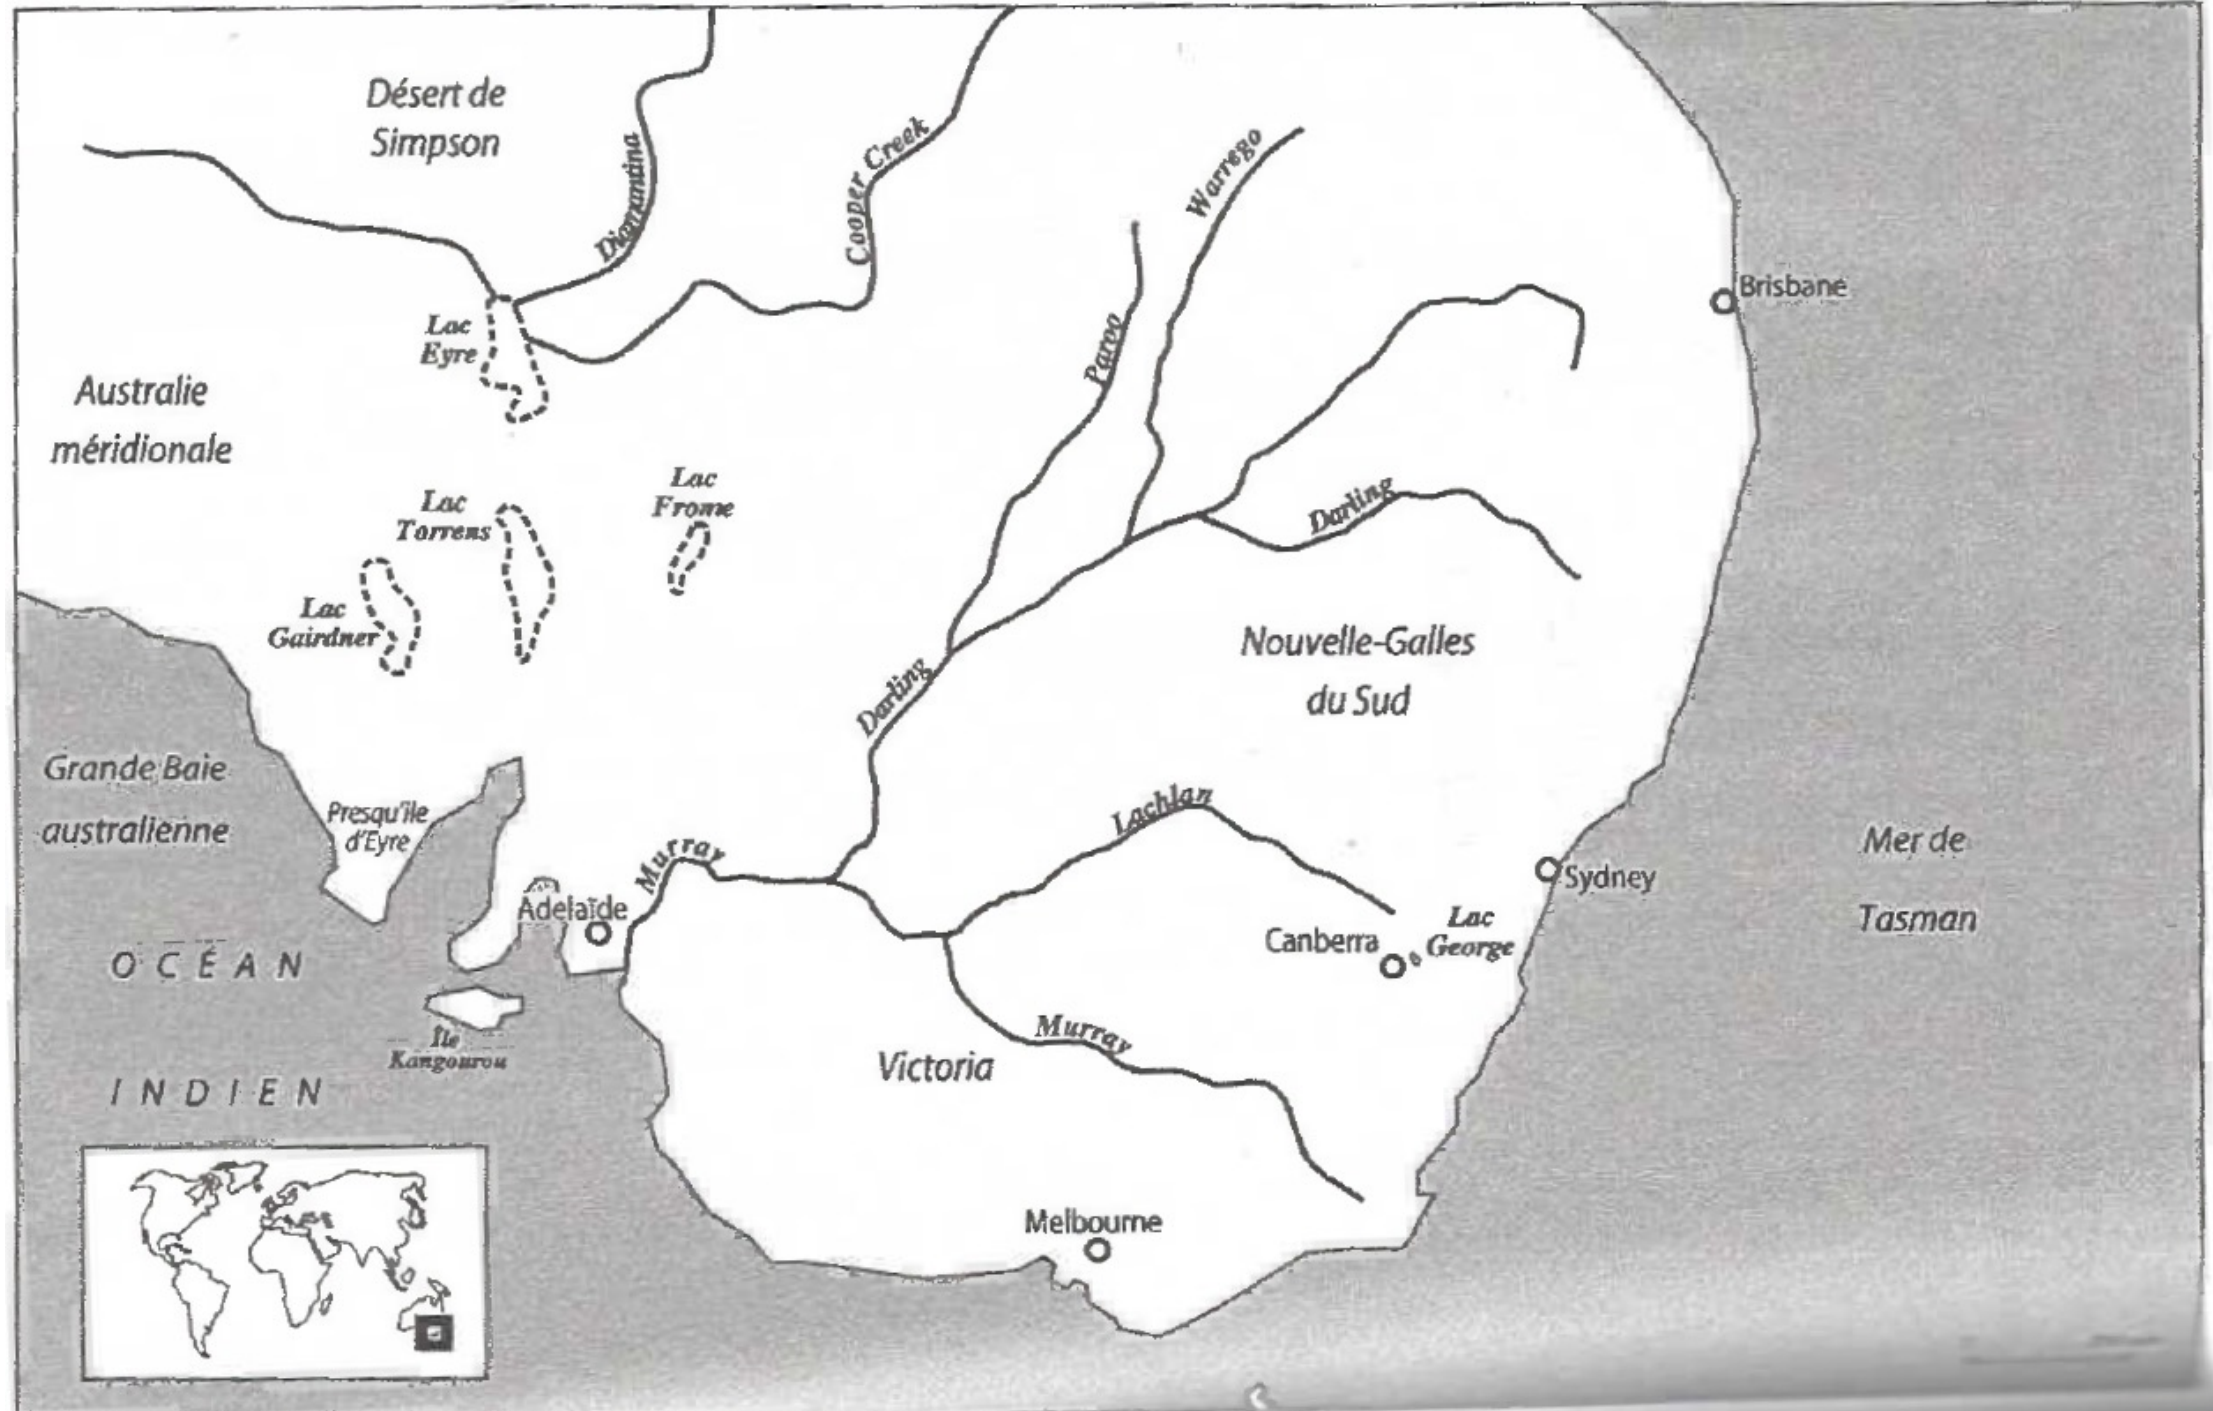 Désert de
Simpson
Diamantina
Cooper Creek
Warrego
Paroo
Brisbane
Lac
Eyre
Australie
méridionale
Lac
Torrens
Lac
Frome
Darling
Lac
Gairdner
Nouvelle-Galles
du Sud
Darling
Grande Baie
australienne
Presqu'île
d'Eyre
Lachlan
Murray
Mer de
Tasman
Sydney
Adelaïde
Lac
George
Canberra
OCÉAN
INDIEN
Île
Kangourou
Murray
Victoria
Melbourne